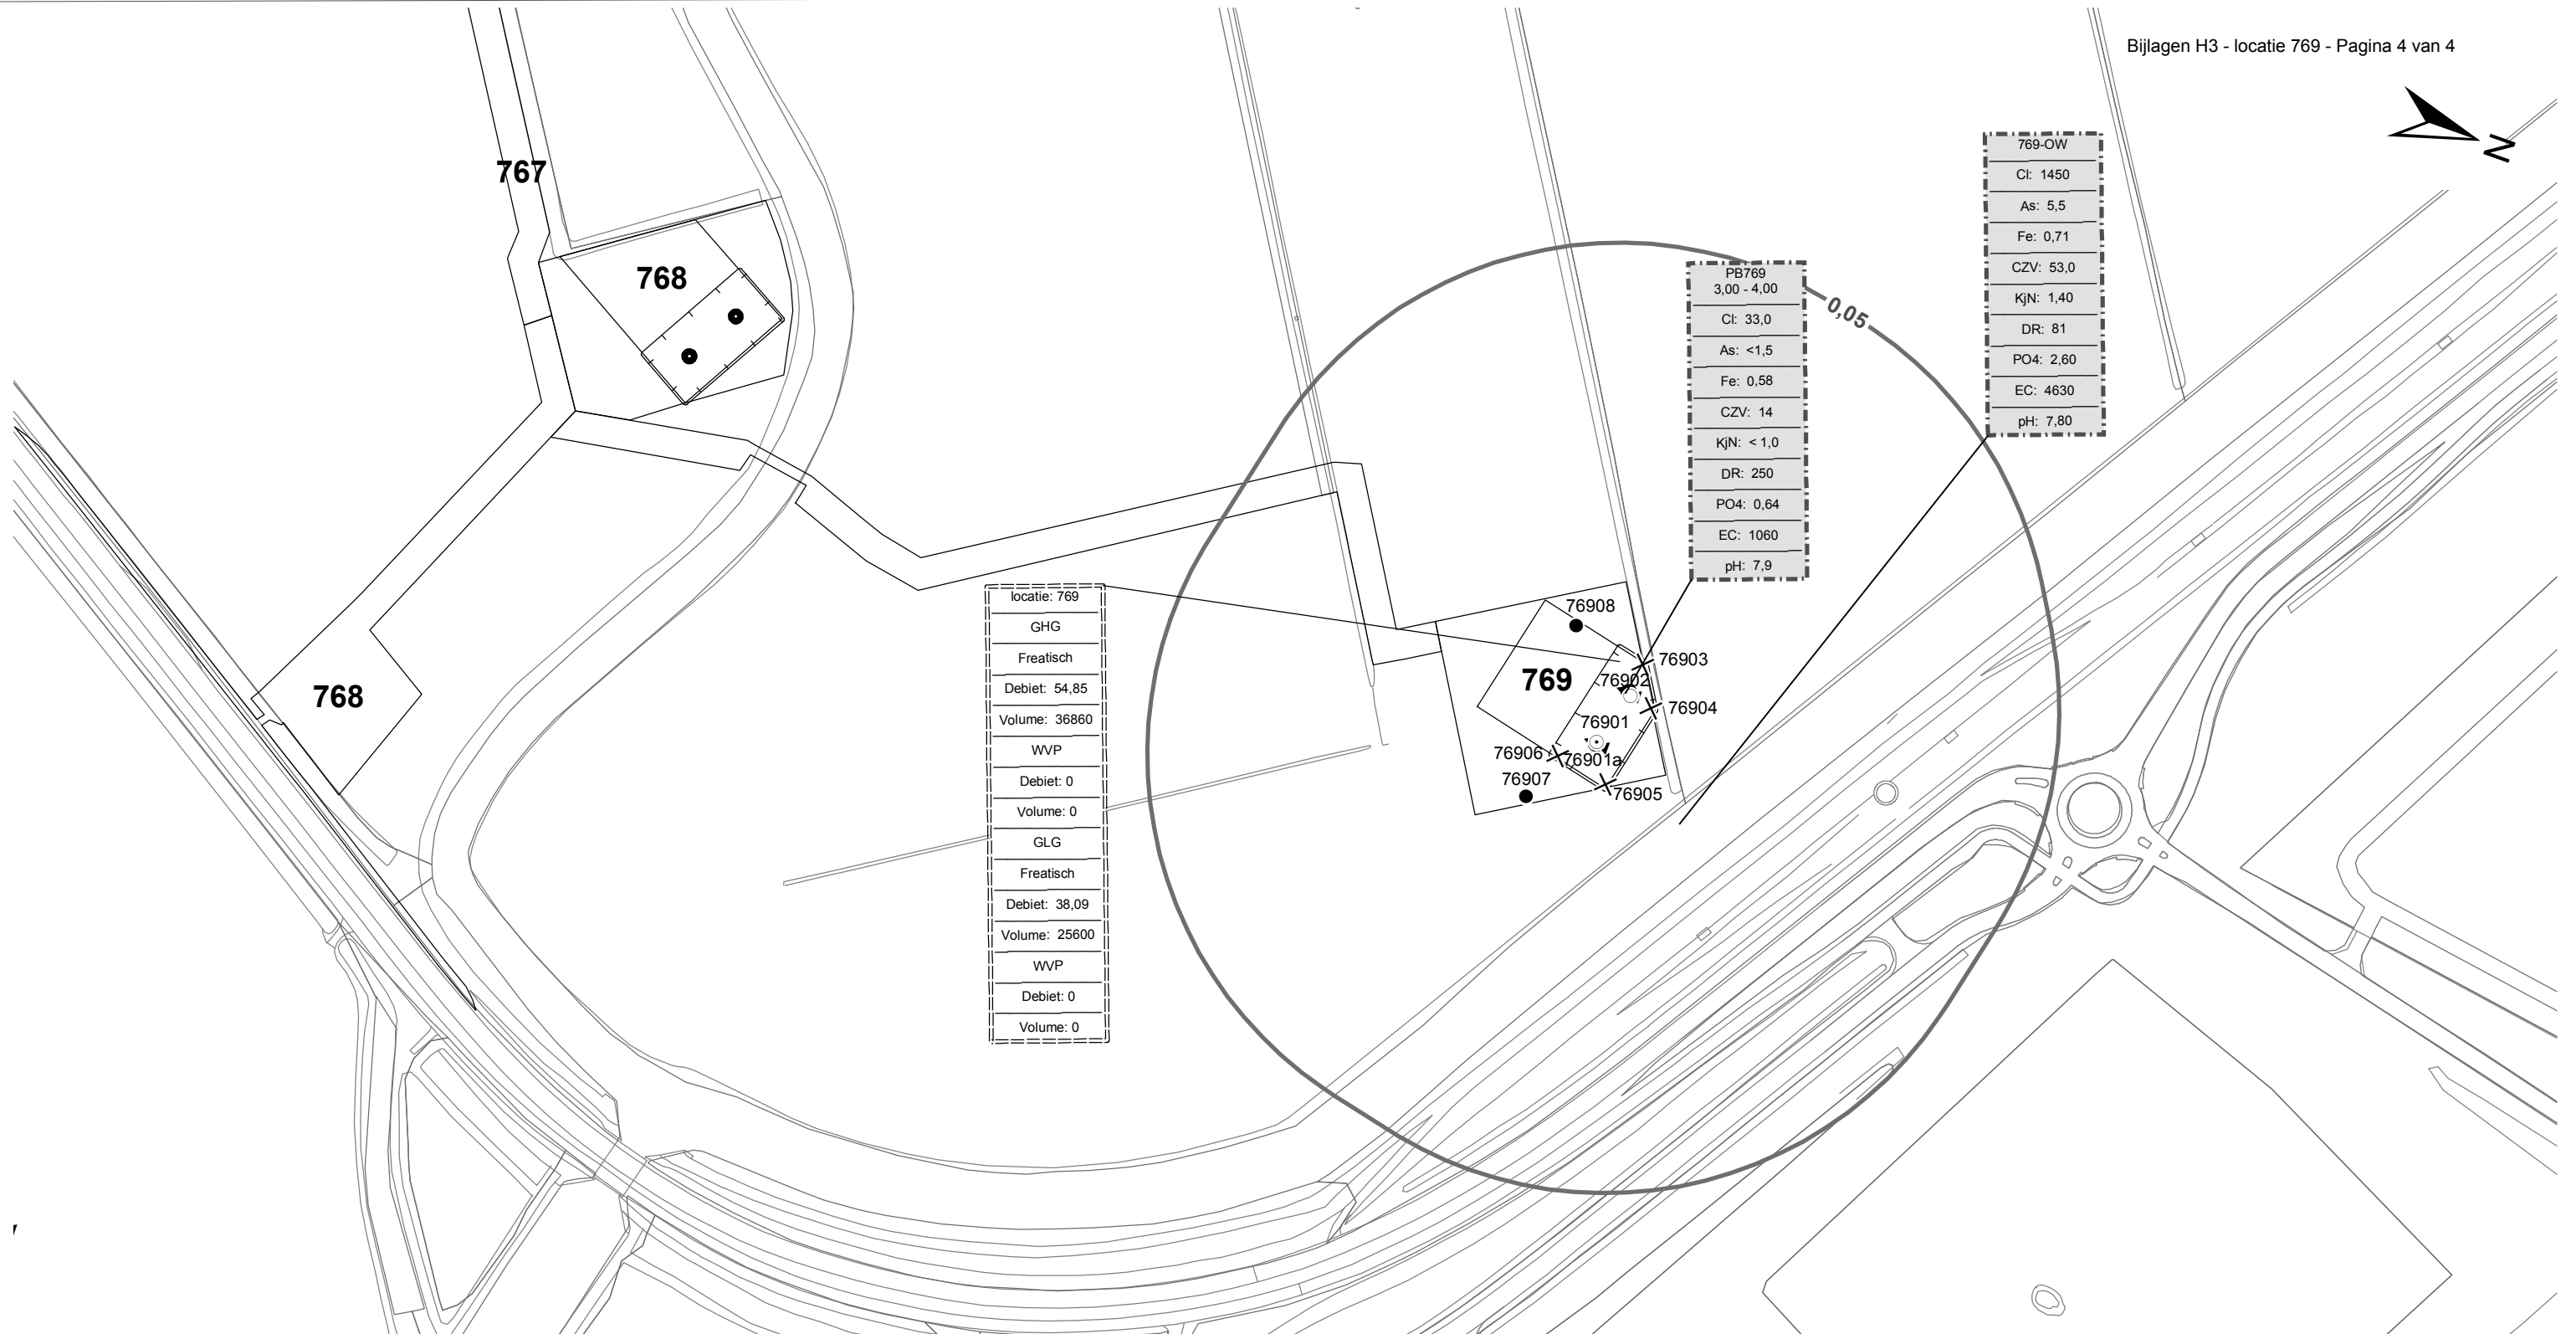 Bijlagen H3 - locatie 769 - Pagina 4 van 4
N
767
768
768
769-OW
Cl: 1450
As: 5,5
Fe: 0,71
CZV: 53,0
KjN: 1,40
DR: 81
PO4: 2,60
EC: 4630
pH: 7,80
PB769
3,00 - 4,00
Cl: 33,0
As: <1,5
Fe: 0,58
CZV: 14
KjN: < 1,0
DR: 250
PO4: 0,64
EC: 1060
pH: 7,9
0,05
locatie: 769
GHG
Freatisch
Debiet: 54,85
Volume: 36860
WVP
Debiet: 0
Volume: 0
GLG
Freatisch
Debiet: 38,09
Volume: 25600
WVP
Debiet: 0
Volume: 0
76908
76903
769
76902
76904
76901
76906
76901a
76907
76905